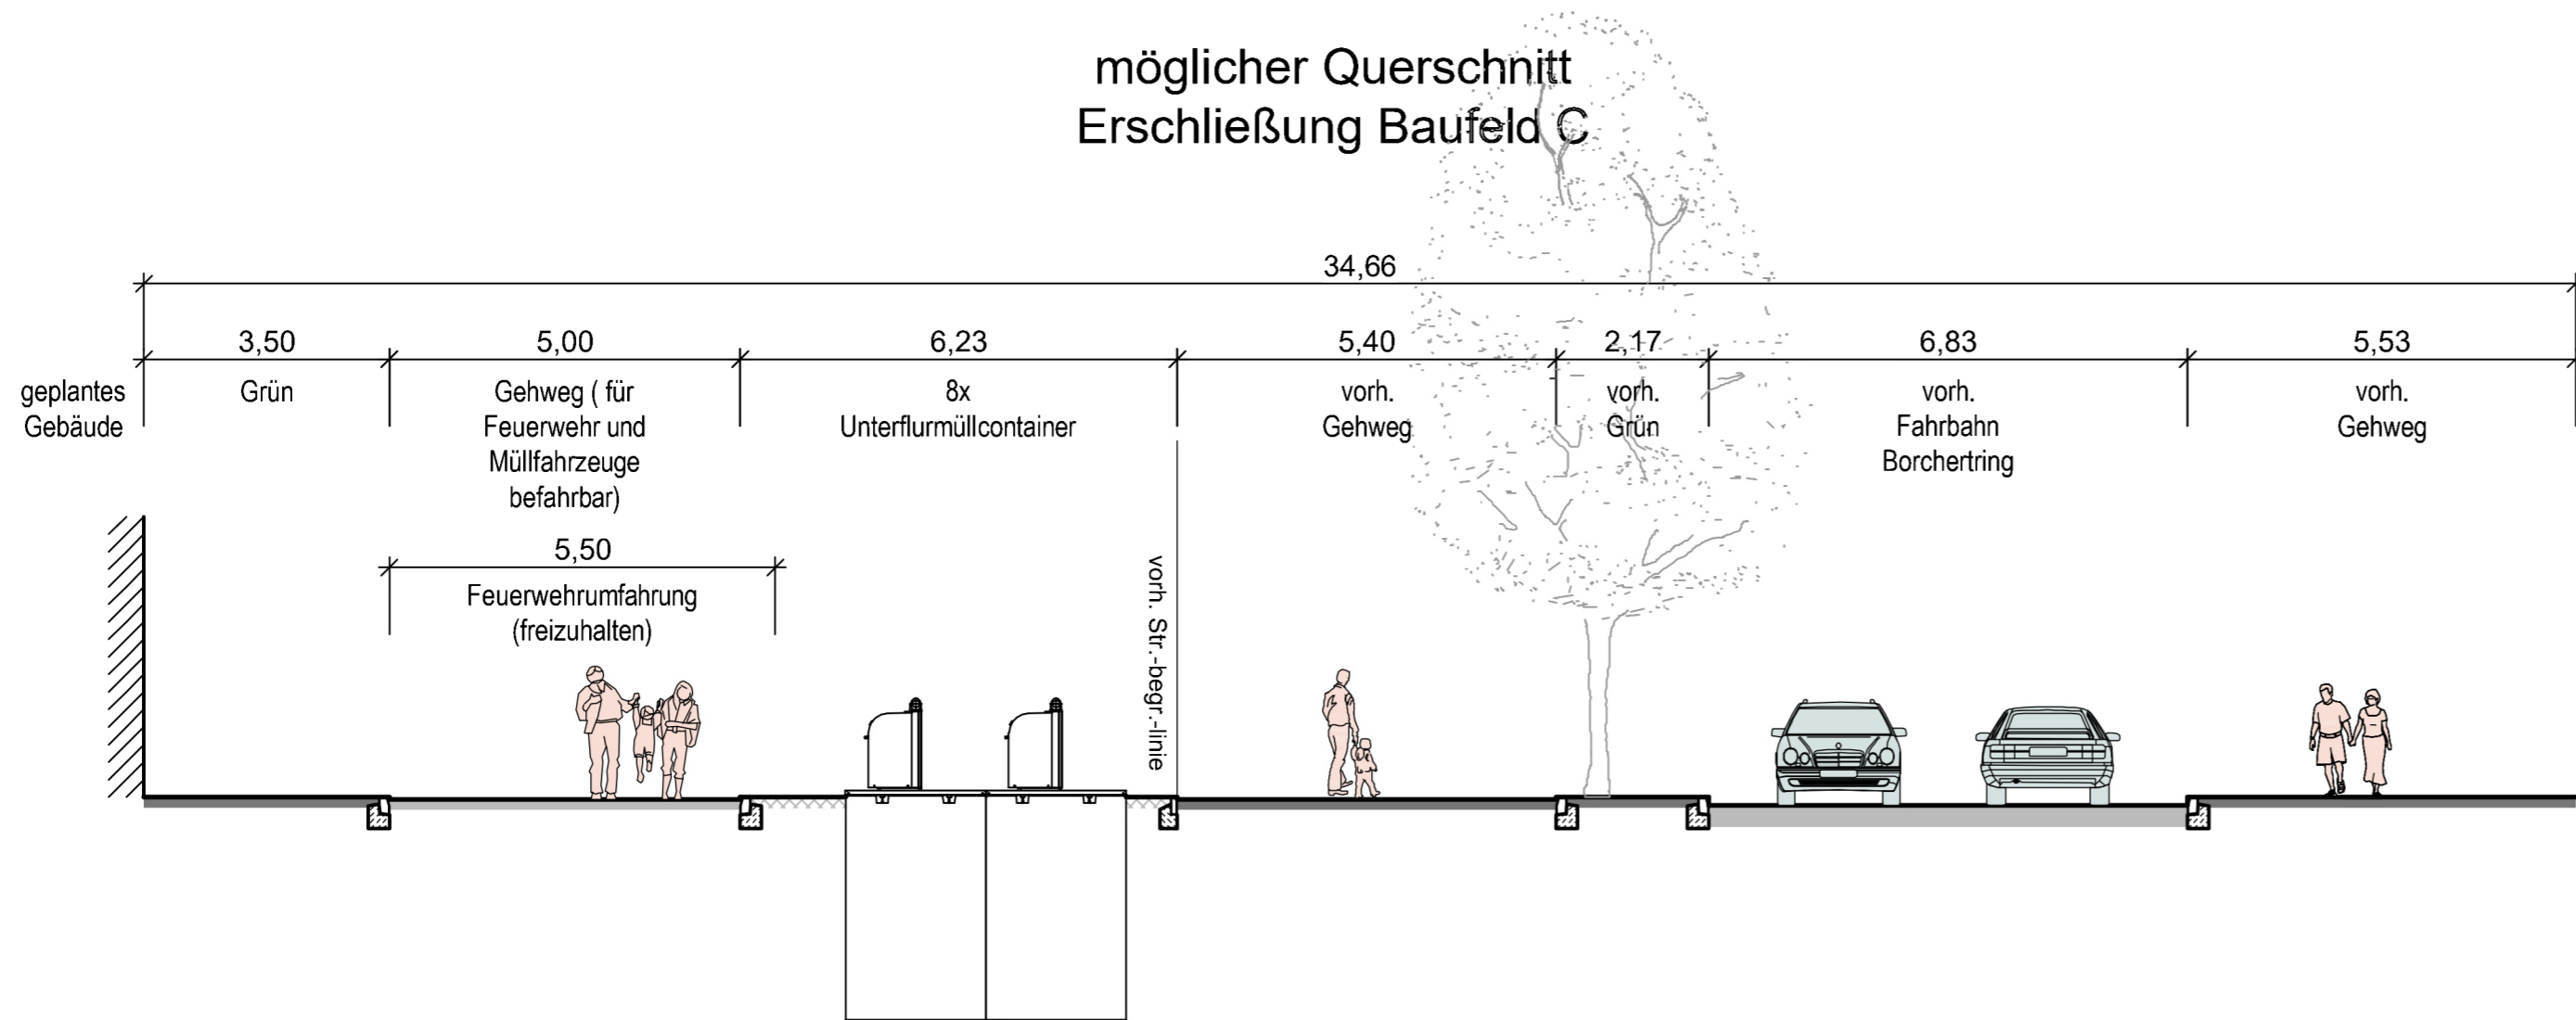 möglicher Querschnitt
Erschließung Baufeld C
34,66
3,50
5,00
6,23
5,40
2,17
6,83
5,53
geplantes
Gebäude
Grün
Gehweg ( für
Feuerwehr und
Müllfahrzeuge
befahrbar)
8x
Unterflurmüllcontainer
vorh.
Gehweg
vorh.
Grün
vorh.
Fahrbahn
Borchertring
vorh.
Gehweg
5,50
Feuerwehrumfahrung
(freizuhalten)
vorh. Str.-begr.-linie